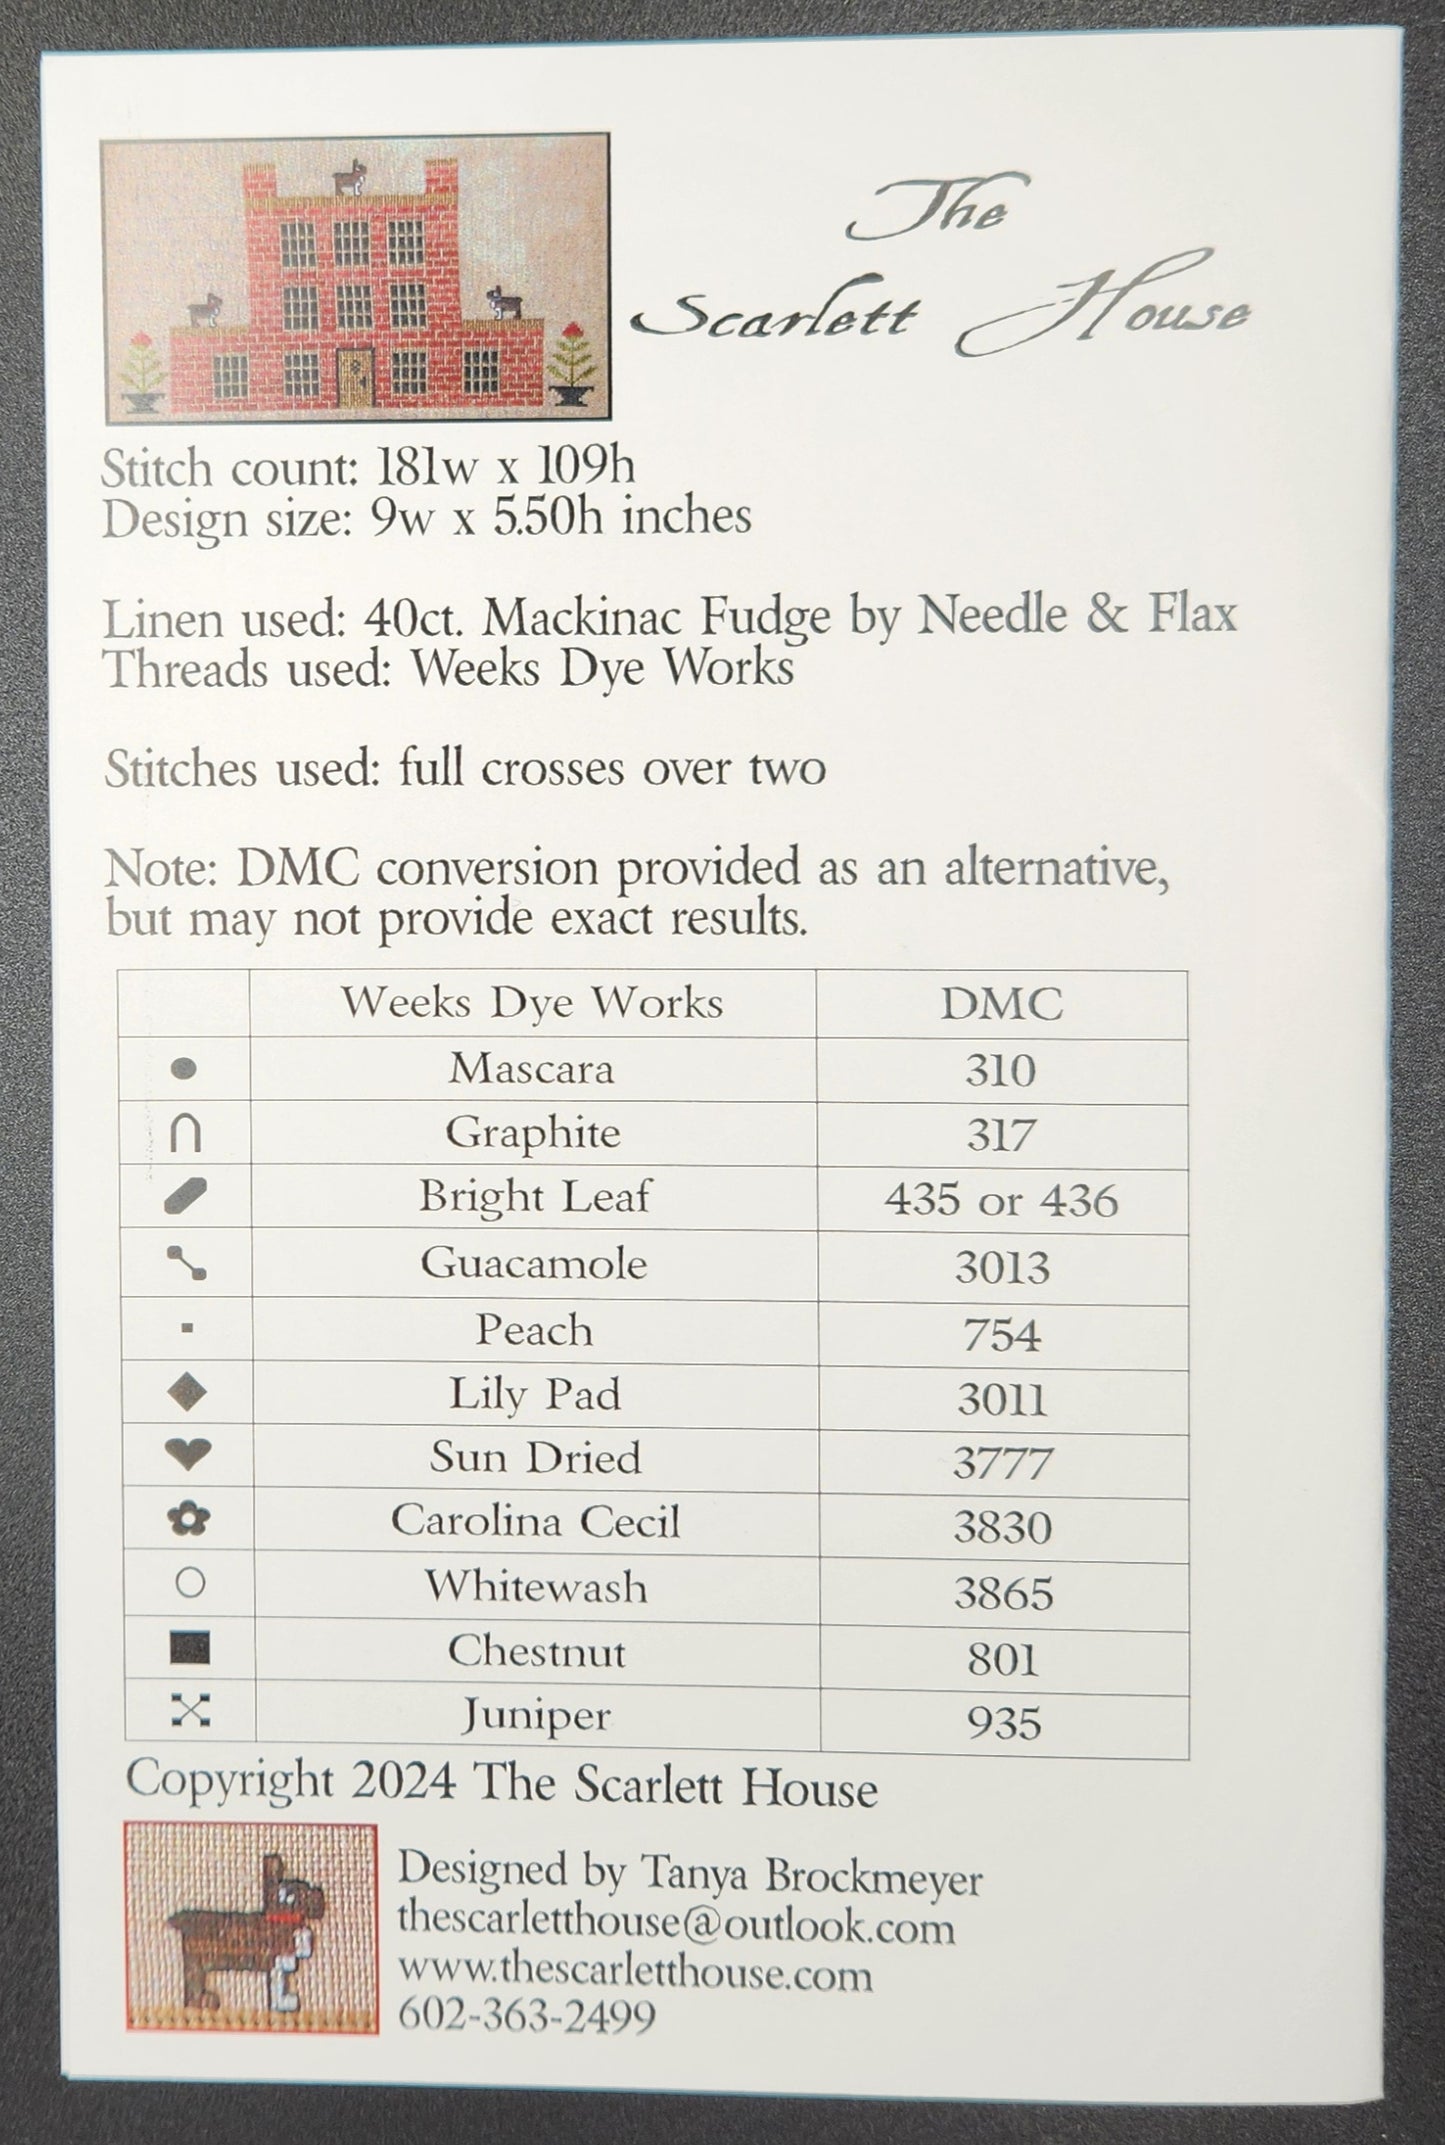 The
Scarlett House
Stitch count: 181w x 109h
Design size: 9w x 5.50h inches
Linen used: 40ct. Mackinac Fudge by Needle & Flax
Threads used: Weeks Dye Works
Stitches used: full crosses over two
Note: DMC conversion provided as an alternative,
but may not provide exact results.
Weeks Dye Works DMC
Mascara 310
Graphite 317
Bright Leaf 435 or 436
Guacamole 3013
Peach 754
Lily Pad 3011
Sun Dried 3777
Carolina Cecil 3830
Whitewash 3865
Chestnut 801
Juniper 935
Copyright 2024 The Scarlett House
Designed by Tanya Brockmeyer
thescarletthouse@outlook.com
www.thescarletthouse.com
602-363-2499